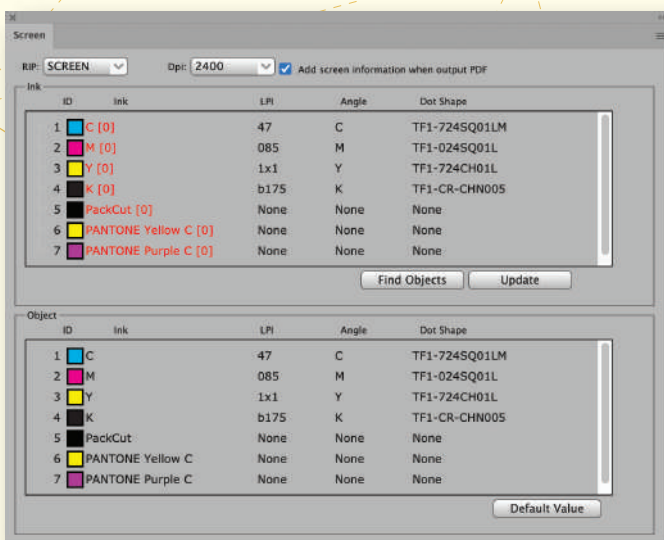 Screen
RIP: SCREEN Dpi: 2400 Add screen information when output PDF
Ink
ID Ink LPI Angle Dot Shape
1 C [0] 47 C TF1-724SQ01LM
2 M [0] 085 M TF1-024SQ01L
3 Y [0] 1x1 Y TF1-724CH01L
4 K [0] b175 K TF1-CR-CHN005
5 PackCut [0] None None None
6 PANTONE Yellow C [0] None None None
7 PANTONE Purple C [0] None None None
Find Objects Update
Object
ID Ink LPI Angle Dot Shape
1 C 47 C TF1-724SQ01LM
2 M 085 M TF1-024SQ01L
3 Y 1x1 Y TF1-724CH01L
4 K b175 K TF1-CR-CHN005
5 PackCut None None None
6 PANTONE Yellow C None None None
7 PANTONE Purple C None None None
Default Value